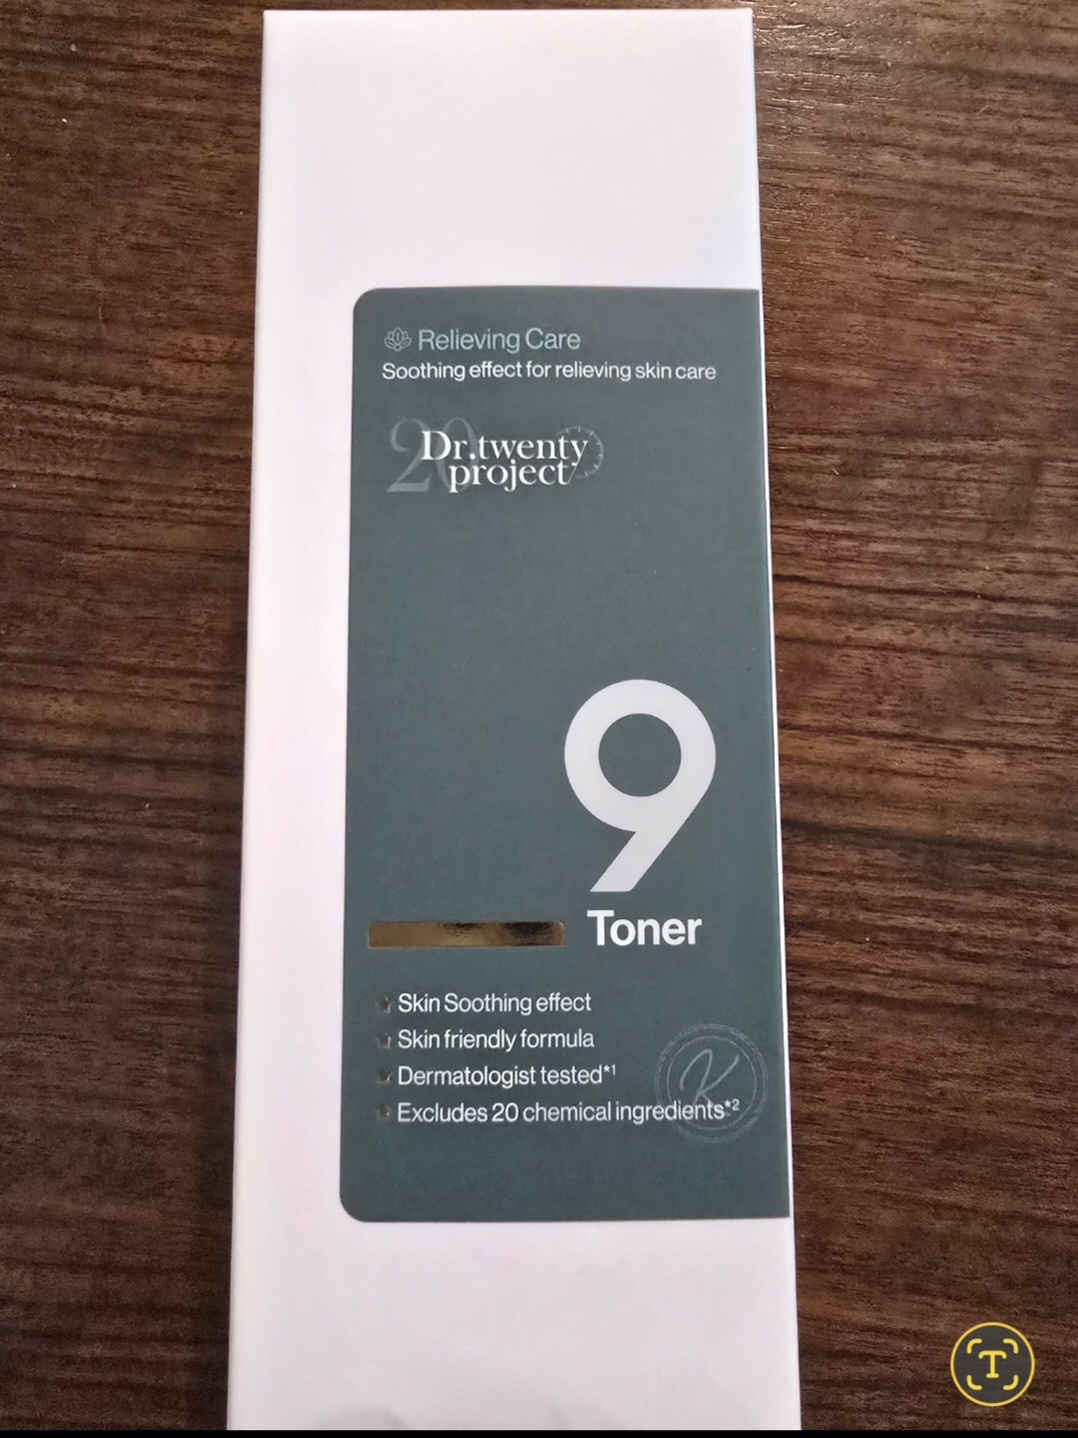 Relieving Care
Soothing effect for relieving skin care
20
Dr.twenty
project
9
Toner
Skin Soothing effect
Skin friendly formula
Dermatologist tested*1
Excludes 20 chemical ingredients*2
K
T